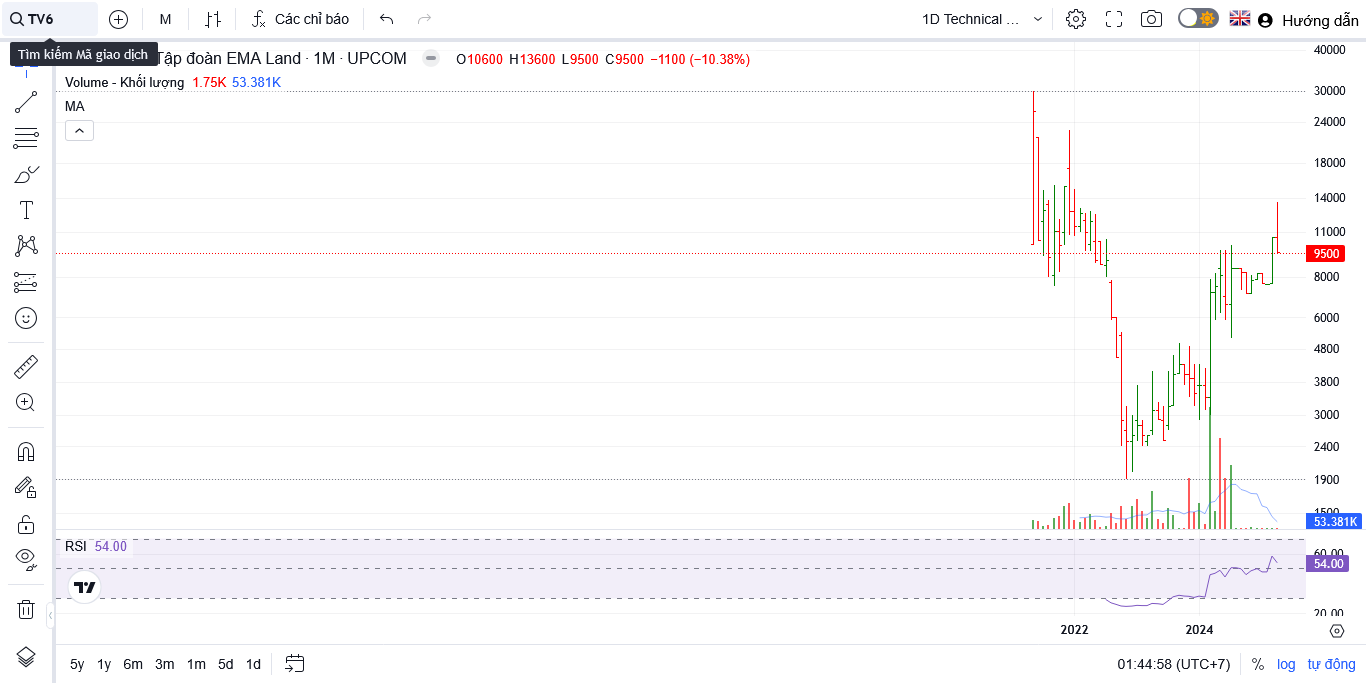 TV6
M
Các chỉ báo
1D Technical ...
Hướng dẫn
Tìm kiếm Mã giao dịch
Tập đoàn EMA Land · 1M · UPCOM
O10600 H13600 L9500 C9500 −1100 (−10.38%)
Volume - Khối lượng 1.75K 53.381K
MA
40000
30000
24000
18000
14000
11000
9500
8000
6000
4800
3800
3000
2400
1900
1500
53.381K
RSI 54.00
60.00
54.00
20.00
2022
2024
5y 1y 6m 3m 1m 5d 1d
01:44:58 (UTC+7)
% log tự động